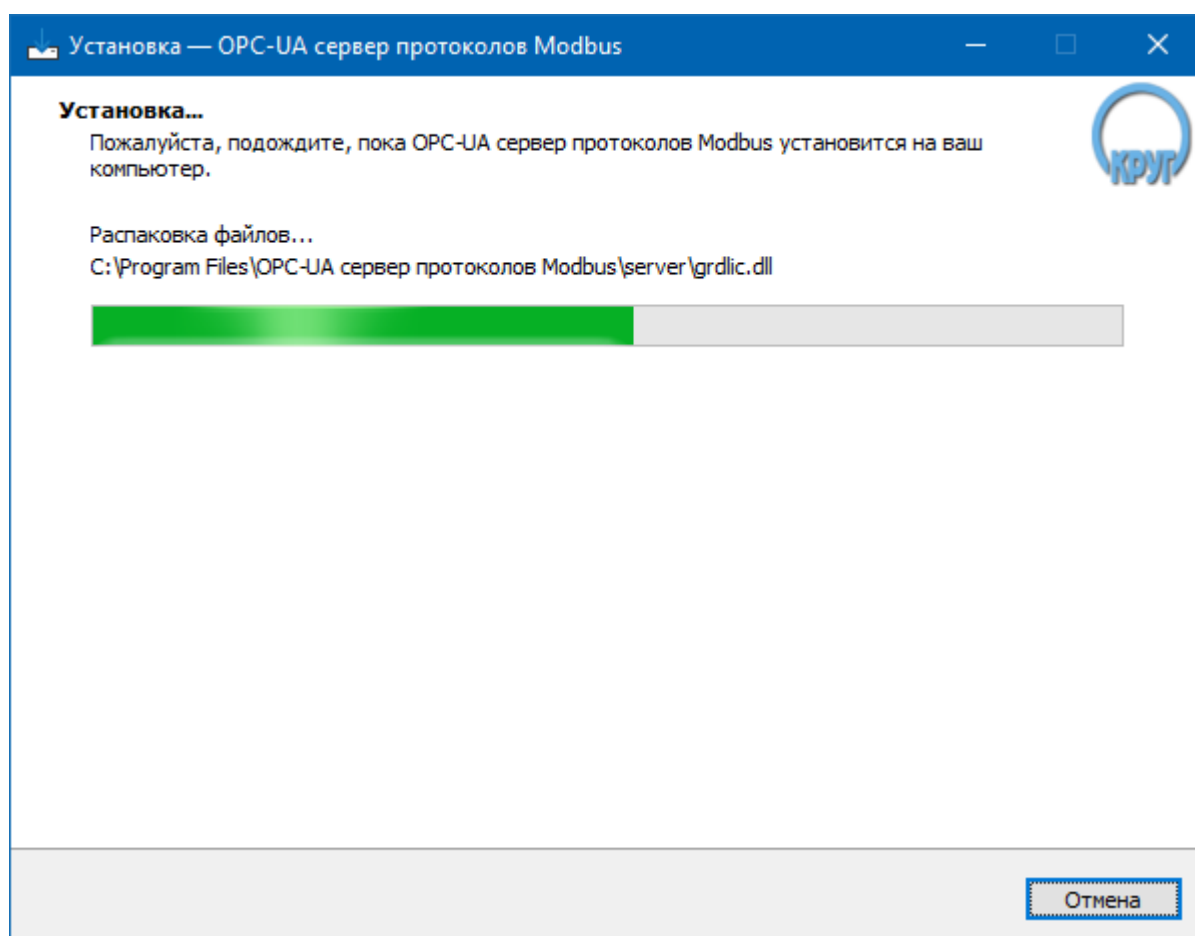 Установка — OPC-UA сервер протоколов Modbus
Установка...
Пожалуйста, подождите, пока OPC-UA сервер протоколов Modbus установится на ваш
компьютер.
КРУГ
Распаковка файлов...
C:\Program Files\OPC-UA сервер протоколов Modbus\server\grdlic.dll
Отмена